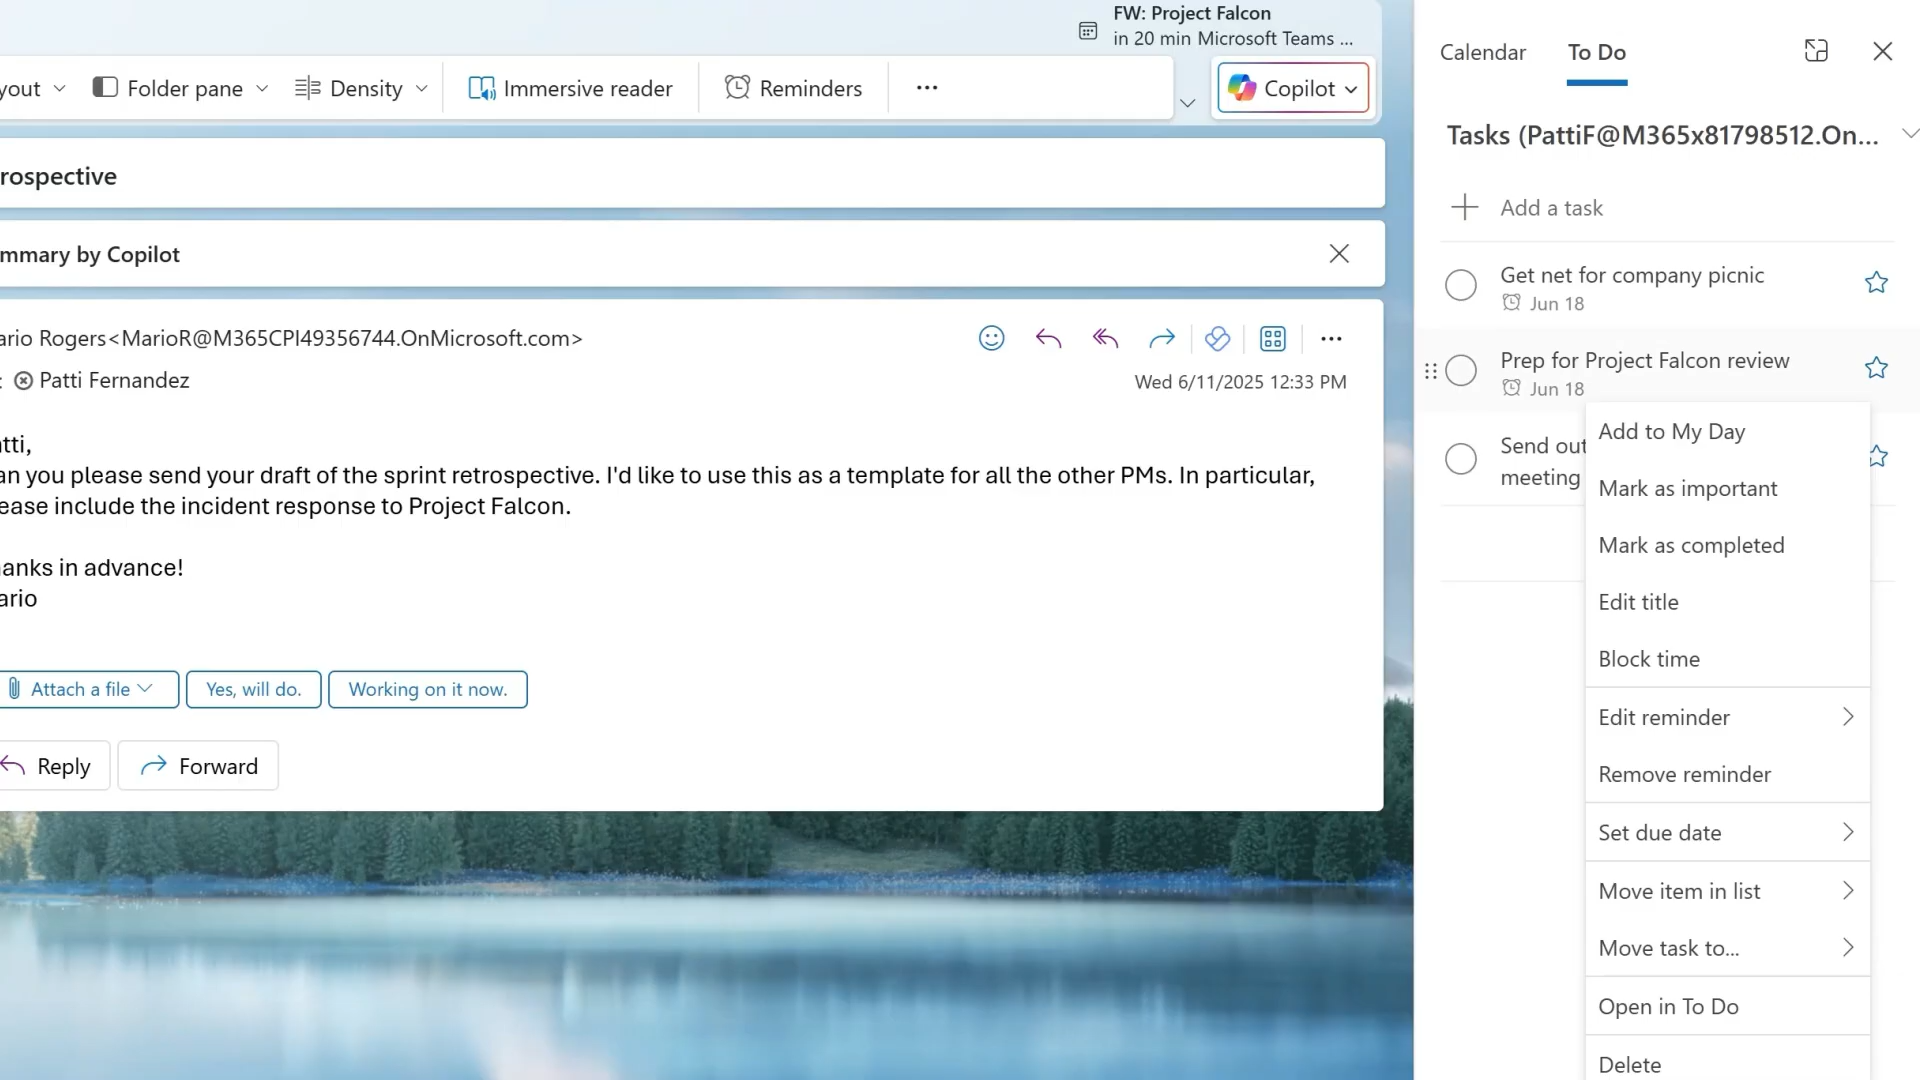 FW: Project Falcon
in 20 min Microsoft Teams ...
yout
Folder pane
Density
Immersive reader
Reminders
Copilot
rospective
mmary by Copilot
ario Rogers<MarioR@M365CPI49356744.OnMicrosoft.com>
: Patti Fernandez
Wed 6/11/2025 12:33 PM
tti,
an you please send your draft of the sprint retrospective. I'd like to use this as a template for all the other PMs. In particular,
ease include the incident response to Project Falcon.
anks in advance!
ario
Attach a file
Yes, will do.
Working on it now.
Reply
Forward
Calendar
To Do
Tasks (PattiF@M365x81798512.On...
Add a task
Get net for company picnic
Jun 18
Prep for Project Falcon review
Jun 18
Send out
meeting
Add to My Day
Mark as important
Mark as completed
Edit title
Block time
Edit reminder
Remove reminder
Set due date
Move item in list
Move task to...
Open in To Do
Delete